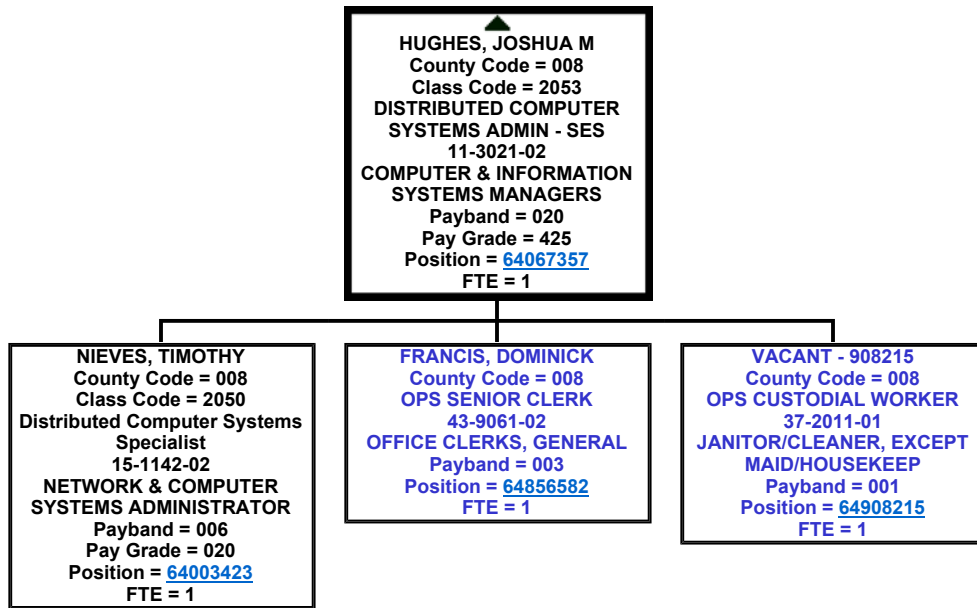 HUGHES, JOSHUA M
County Code = 008
Class Code = 2053
DISTRIBUTED COMPUTER
SYSTEMS ADMIN - SES
11-3021-02
COMPUTER & INFORMATION
SYSTEMS MANAGERS
Payband = 020
Pay Grade = 425
Position = 64067357
FTE = 1
NIEVES, TIMOTHY
County Code = 008
Class Code = 2050
Distributed Computer Systems
Specialist
15-1142-02
NETWORK & COMPUTER
SYSTEMS ADMINISTRATOR
Payband = 006
Pay Grade = 020
Position = 64003423
FTE = 1
FRANCIS, DOMINICK
County Code = 008
OPS SENIOR CLERK
43-9061-02
OFFICE CLERKS, GENERAL
Payband = 003
Position = 64856582
FTE = 1
VACANT - 908215
County Code = 008
OPS CUSTODIAL WORKER
37-2011-01
JANITOR/CLEANER, EXCEPT
MAID/HOUSEKEEP
Payband = 001
Position = 64908215
FTE = 1